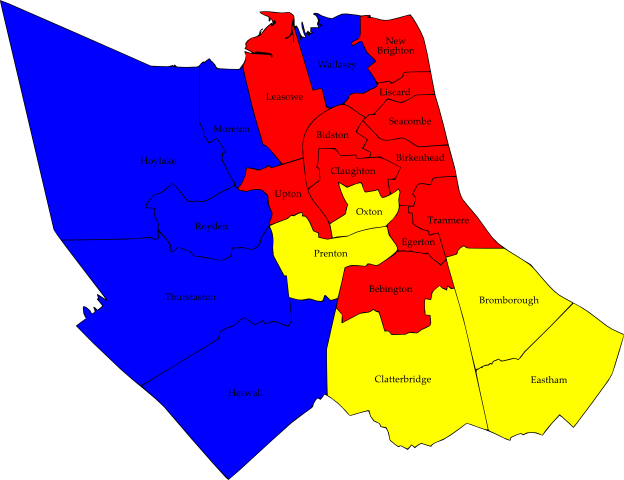 New
Brighton
Wallasey
Leasowe
Liscard
Seacombe
Moreton
Bidston
Birkenhead
Hoylake
Claughton
Upton
Oxton
Tranmere
Royden
Egerton
Prenton
Bebington
Thurstaston
Bromborough
Clatterbridge
Eastham
Heswall